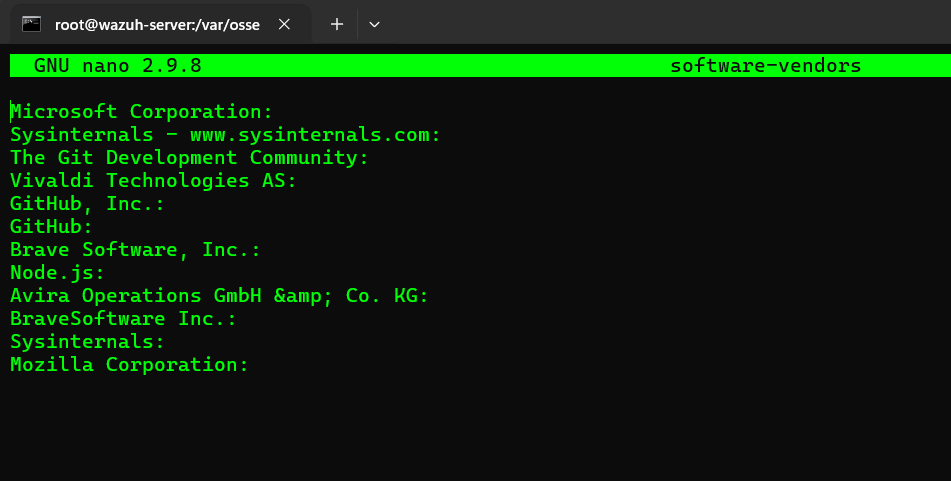 root@wazuh-server:/var/osse
GNU nano 2.9.8 software-vendors
Microsoft Corporation:
Sysinternals - www.sysinternals.com:
The Git Development Community:
Vivaldi Technologies AS:
GitHub, Inc.:
GitHub:
Brave Software, Inc.:
Node.js:
Avira Operations GmbH &amp; Co. KG:
BraveSoftware Inc.:
Sysinternals:
Mozilla Corporation: